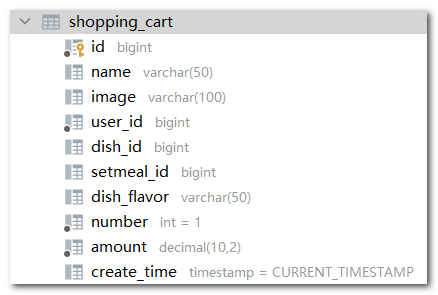 shopping_cart
id bigint
name varchar(50)
image varchar(100)
user_id bigint
dish_id bigint
setmeal_id bigint
dish_flavor varchar(50)
number int = 1
amount decimal(10,2)
create_time timestamp = CURRENT_TIMESTAMP